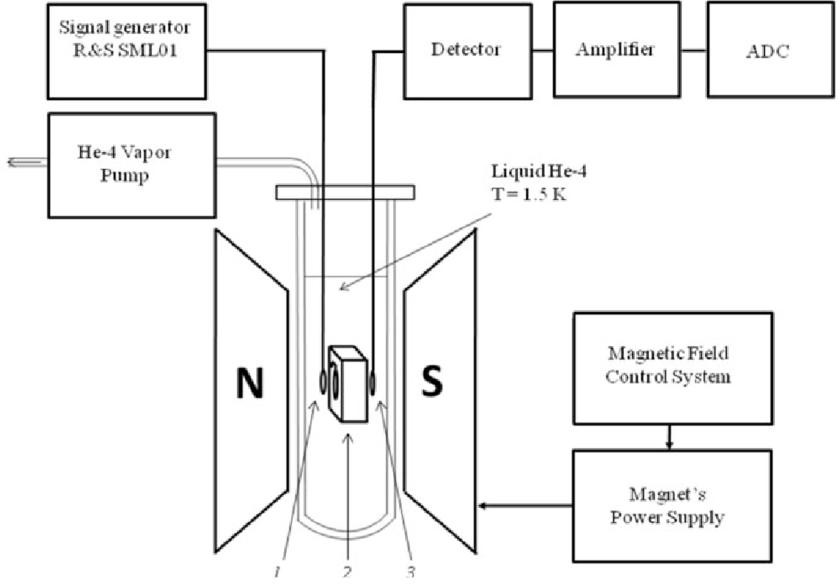 Signal generator
R&S SML01
Detector
Amplifier
ADC
He-4 Vapor
Pump
Liquid He-4
T= 1.5 K
N
S
Magnetic Field
Control System
Magnet`s
Power Supply
1
2
3